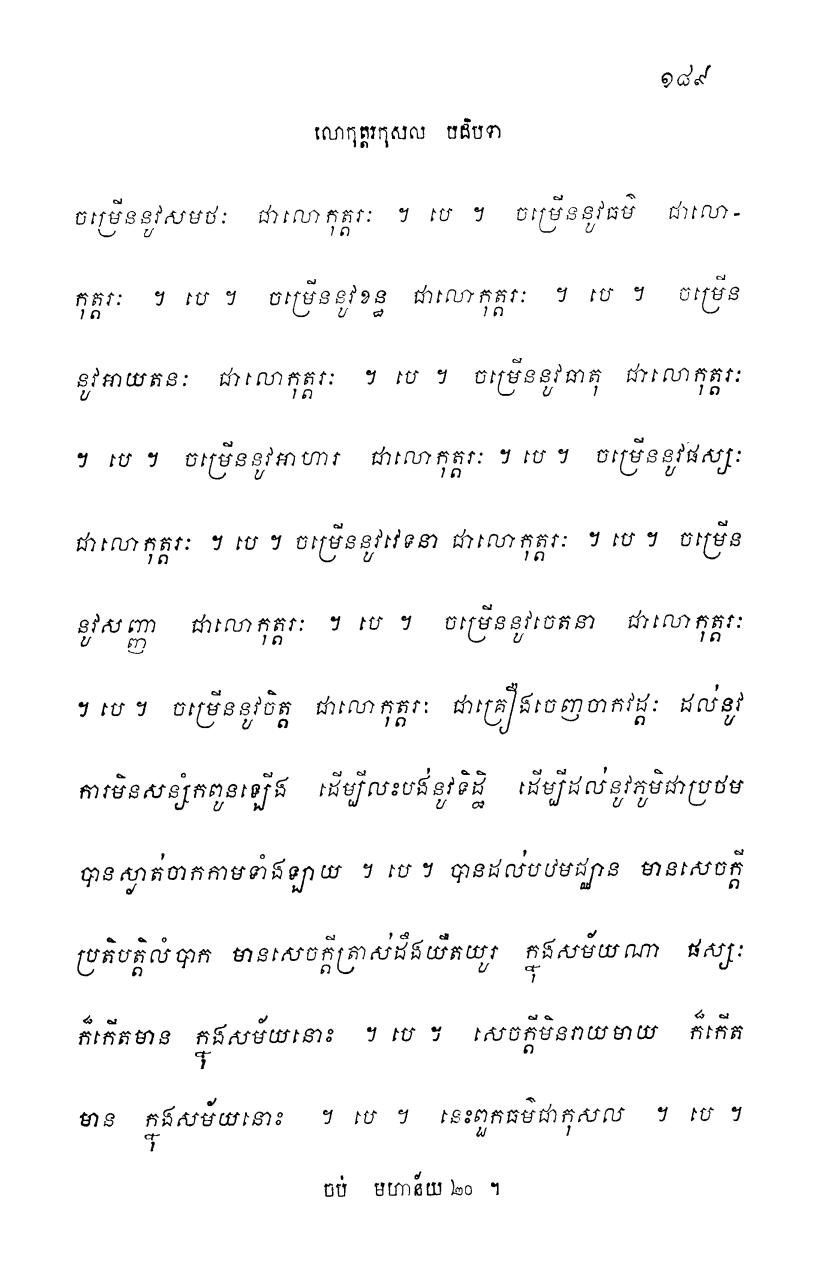 ១៨៩
លោកុត្តរកុសល បដិបទា
ចម្រើននូវសមថៈ ជាលោកុត្តរៈ ។ បេ ។ ចម្រើននូវធម៌ ជាលោ-
កុត្តរៈ ។ បេ ។ ចម្រើននូវខន្ធ ជាលោកុត្តរៈ ។ បេ ។ ចម្រើន
នូវអាយតនៈ ជាលោកុត្តរៈ ។ បេ ។ ចម្រើននូវធាតុ ជាលោកុត្តរៈ
។ បេ ។ ចម្រើននូវអាហារ ជាលោកុត្តរៈ ។ បេ ។ ចម្រើននូវផស្សៈ
ជាលោកុត្តរៈ ។ បេ ។ ចម្រើននូវវេទនា ជាលោកុត្តរៈ ។ បេ ។ ចម្រើន
នូវសញ្ញា ជាលោកុត្តរៈ ។ បេ ។ ចម្រើននូវចេតនា ជាលោកុត្តរៈ
។ បេ ។ ចម្រើននូវចិត្ត ជាលោកុត្តរៈ ជាគ្រឿងចេញចាកវដ្តៈ ដល់នូវ
ការមិនសន្សំកពូនឡើង ដើម្បីលះបង់នូវទិដ្ឋិ ដើម្បីដល់នូវភូមិជាប្រថម
បានស្ងាត់ចាកកាមទាំងឡាយ ។ បេ ។ បានដល់បឋមជ្ឈាន មានសេចក្តី
ប្រតិបត្តិលំបាក មានសេចក្តីត្រាស់ដឹងយឺតយូរ ក្នុងសម័យណា ផស្សៈ
ក៏កើតមាន ក្នុងសម័យនោះ ។ បេ ។ សេចក្តីមិនរាយមាយ ក៏កើត
មាន ក្នុងសម័យនោះ ។ បេ ។ នេះពួកធម៌ជាកុសល ។ បេ ។
ចប់ មហាន័យ ២០ ។